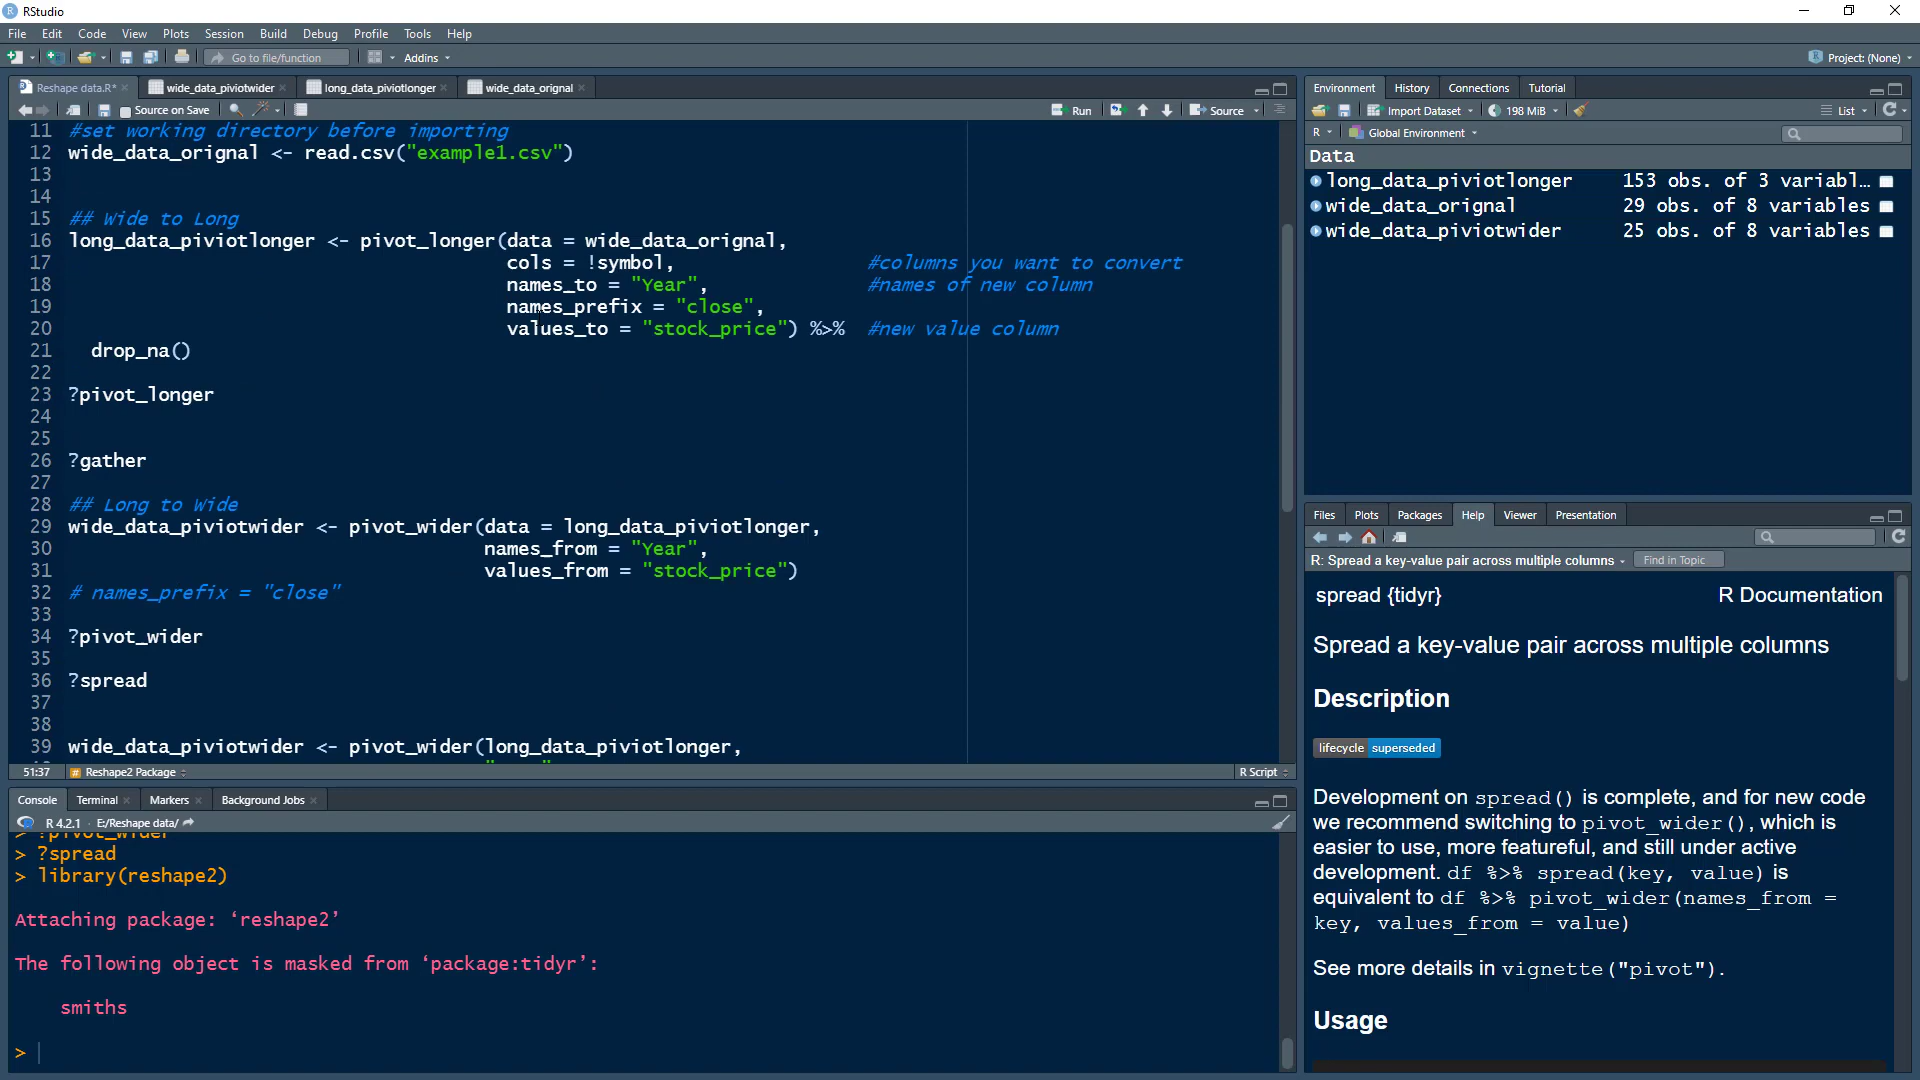 RStudio
File Edit Code View Plots Session Build Debug Profile Tools Help
Go to file/function Addins Project: (None)
Reshape data.R* wide_data_piviotwider long_data_piviotlonger wide_data_orignal
Source on Save Run Source
11 #set working directory before importing
12 wide_data_orignal <- read.csv("example1.csv")
13
14
15 ## Wide to Long
16 long_data_piviotlonger <- pivot_longer(data = wide_data_orignal,
17 cols = !symbol, #columns you want to convert
18 names_to = "Year", #names of new column
19 names_prefix = "close",
20 values_to = "stock_price") %>% #new value column
21 drop_na()
22
23 ?pivot_longer
24
25
26 ?gather
27
28 ## Long to Wide
29 wide_data_piviotwider <- pivot_wider(data = long_data_piviotlonger,
30 names_from = "Year",
31 values_from = "stock_price")
32 # names_prefix = "close"
33
34 ?pivot_wider
35
36 ?spread
37
38
39 wide_data_piviotwider <- pivot_wider(long_data_piviotlonger,
51:37 # Reshape2 Package R Script
Console Terminal Markers Background Jobs
R 4.2.1 · E:/Reshape data/
> ?pivot_wider
> ?spread
> library(reshape2)
Attaching package: ‘reshape2’
The following object is masked from ‘package:tidyr’:
smiths
>
Environment History Connections Tutorial
Import Dataset 198 MiB List
R Global Environment
Data
long_data_piviotlonger 153 obs. of 3 variabl…
wide_data_orignal 29 obs. of 8 variables
wide_data_piviotwider 25 obs. of 8 variables
Files Plots Packages Help Viewer Presentation
R: Spread a key-value pair across multiple columns Find in Topic
spread {tidyr} R Documentation
Spread a key-value pair across multiple columns
Description
lifecycle superseded
Development on spread() is complete, and for new code
we recommend switching to pivot_wider(), which is
easier to use, more featureful, and still under active
development. df %>% spread(key, value) is
equivalent to df %>% pivot_wider(names_from =
key, values_from = value)
See more details in vignette("pivot").
Usage